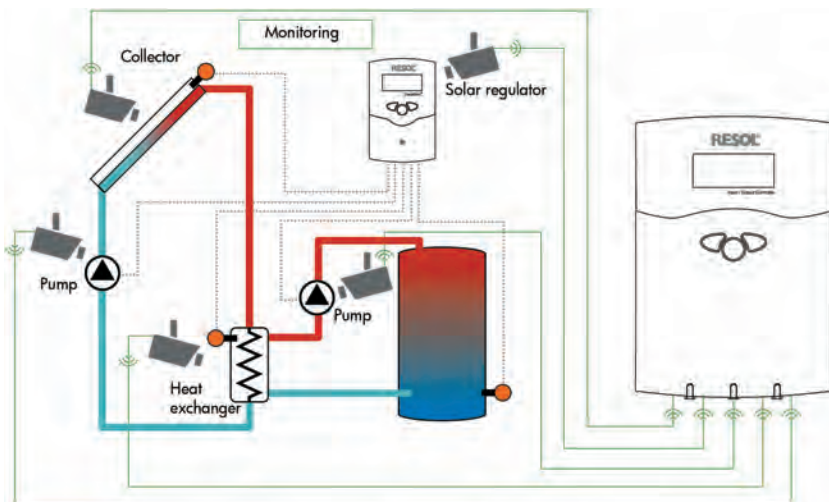 Monitoring
Collector
RESOL
Solar regulator
RESOL
Pump
Pump
Heat
exchanger